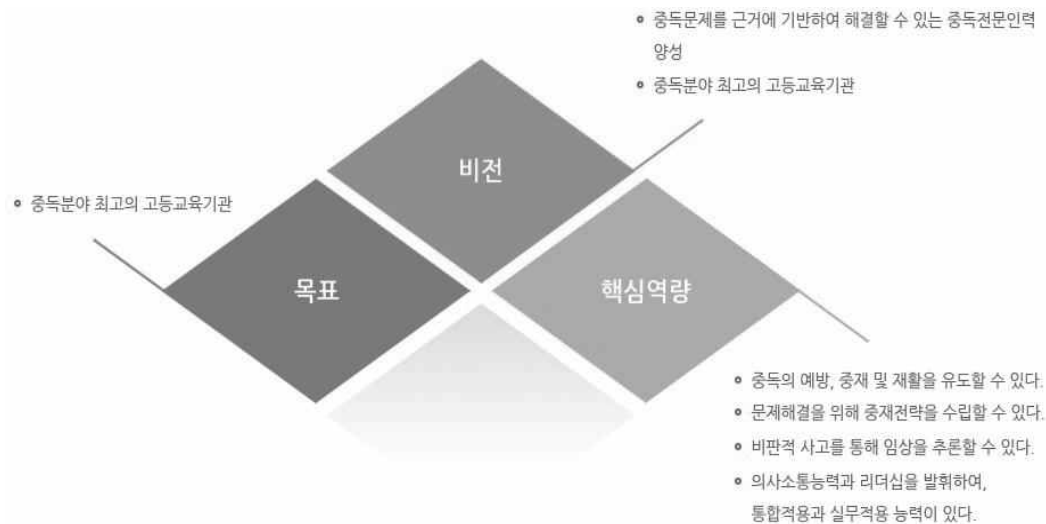 중독문제를 근거에 기반하여 해결할 수 있는 중독전문인력
양성
중독분야 최고의 고등교육기관
비전
중독분야 최고의 고등교육기관
목표
핵심역량
중독의 예방, 중재 및 재활을 유도할 수 있다.
문제해결을 위해 중재전략을 수립할 수 있다.
비판적 사고를 통해 임상을 추론할 수 있다.
의사소통능력과 리더십을 발휘하여,
통합적용과 실무적용 능력이 있다.